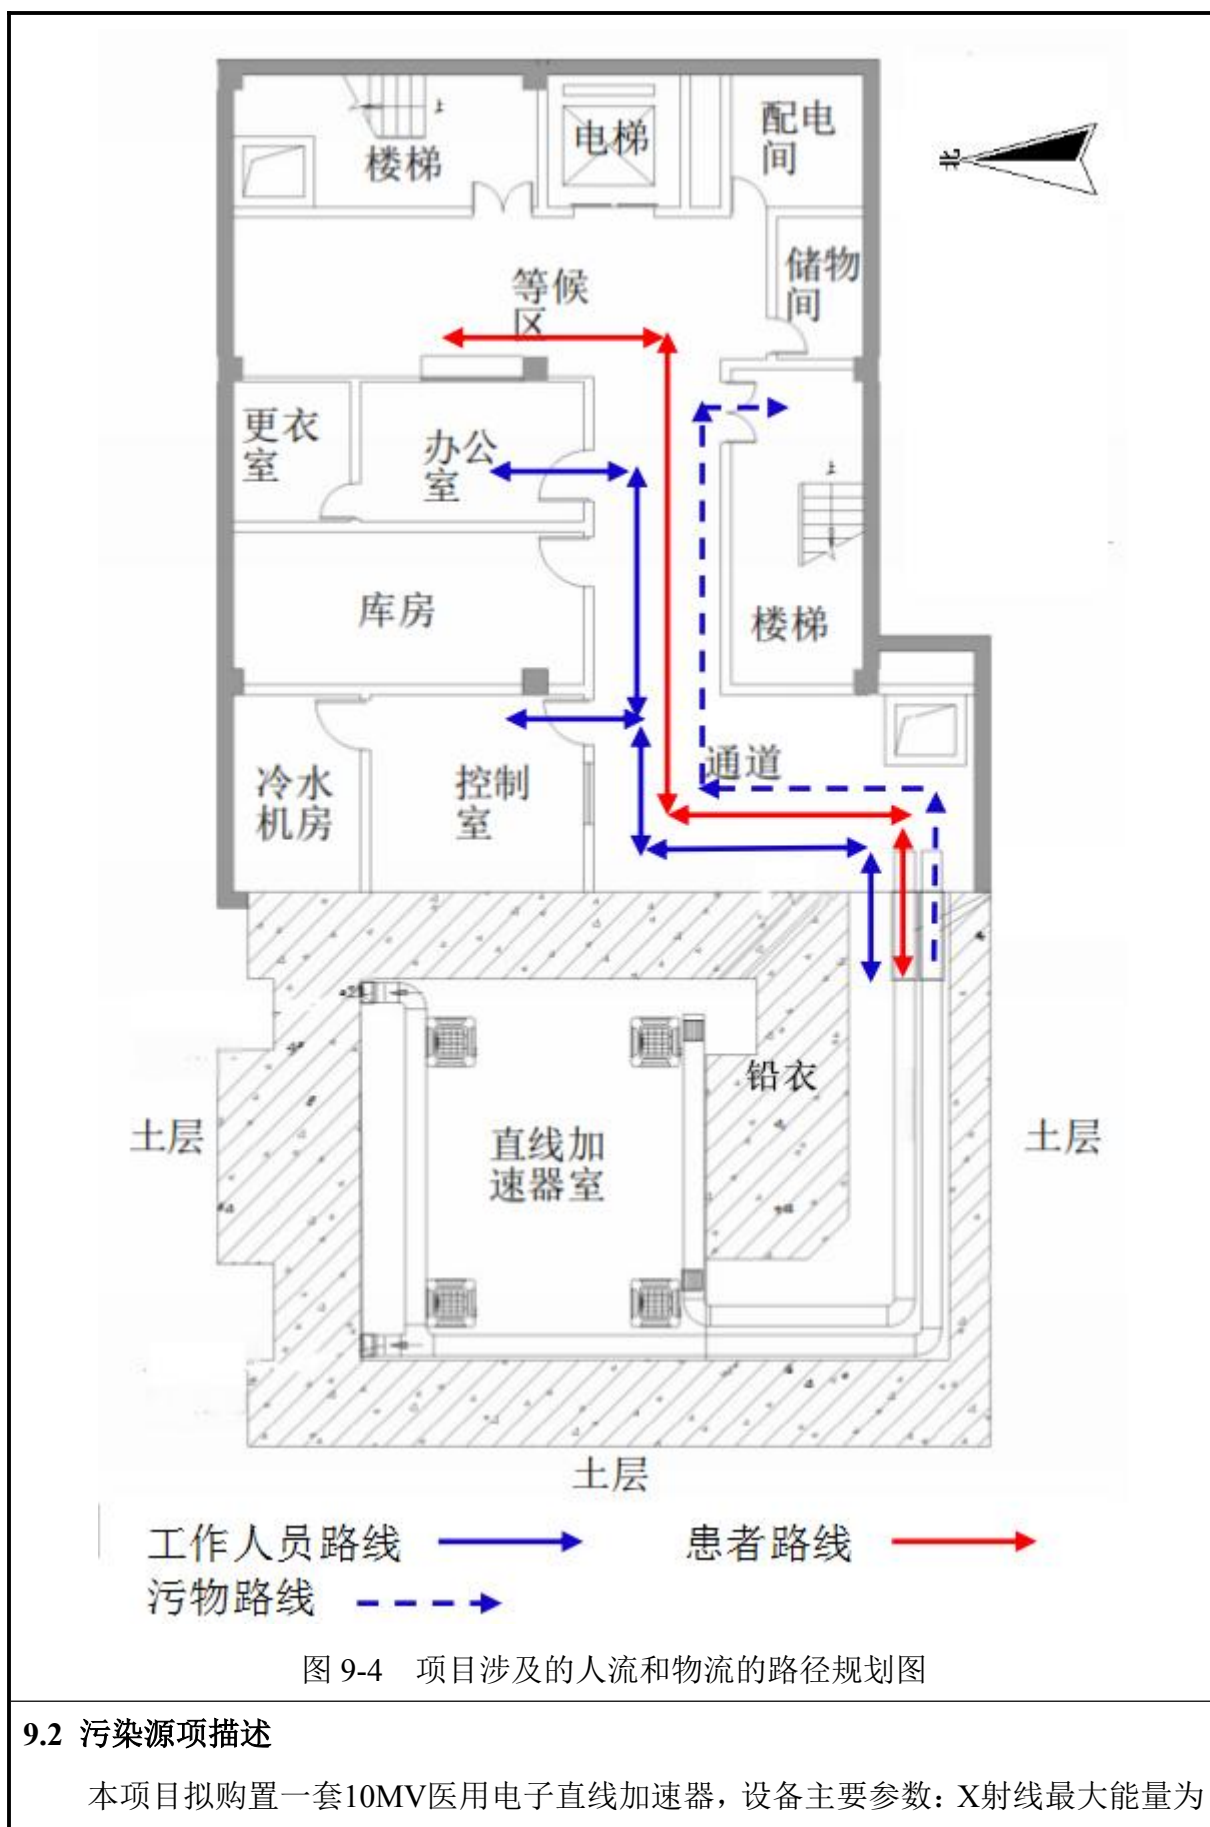 上
电梯
配电
间
楼梯
北
储物
间
等候
区
更衣
室
办公
室
上
库房
楼梯
通道
冷水
机房
控制
室
铅衣
土层
直线加
速器室
土层
土层
工作人员路线
患者路线
污物路线
图 9-4 项目涉及的人流和物流的路径规划图
9.2 污染源项描述
本项目拟购置一套10MV医用电子直线加速器，设备主要参数：X射线最大能量为